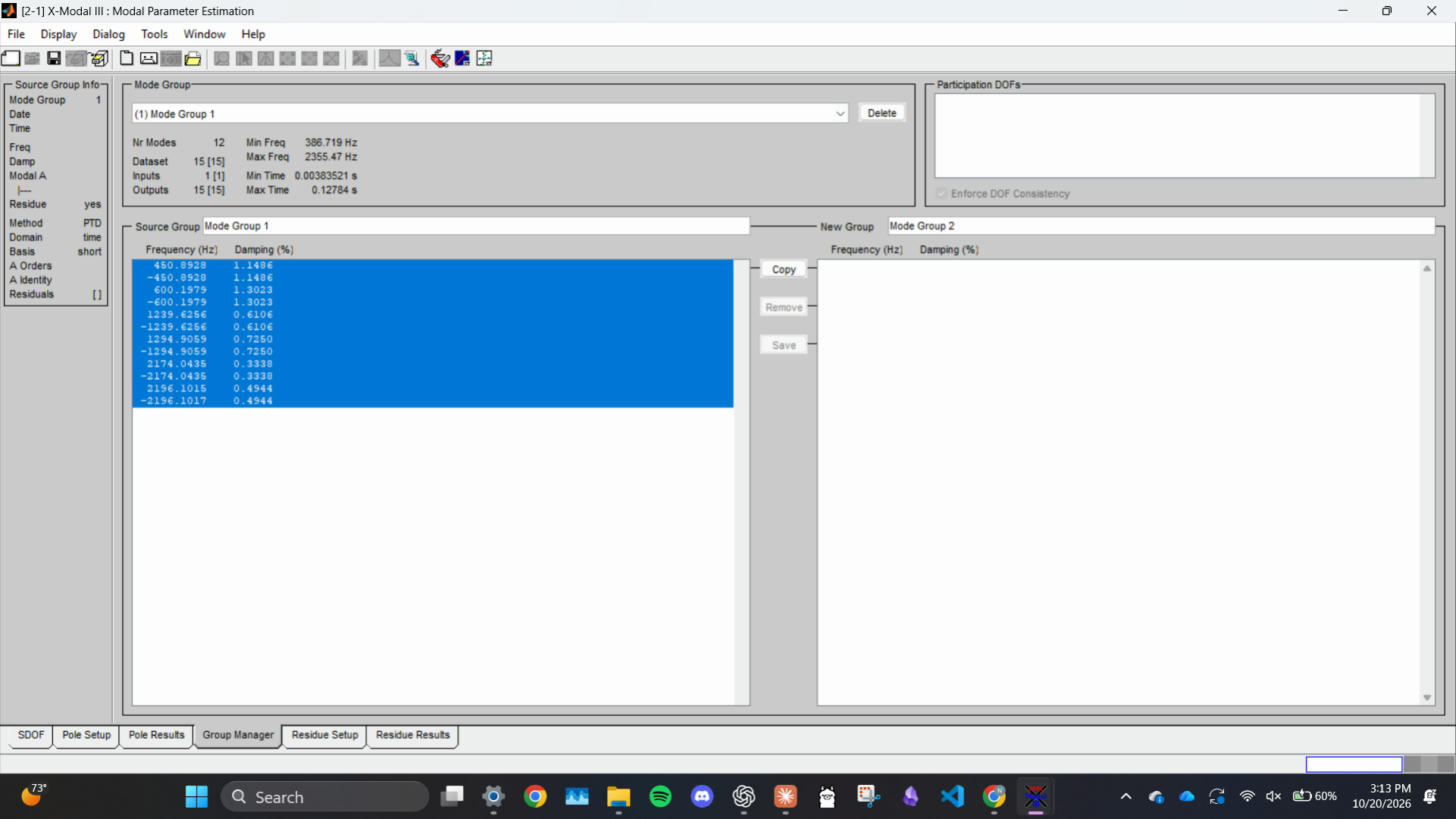 [2-1] X-Modal III : Modal Parameter Estimation
File Display Dialog Tools Window Help
Source Group Info
Mode Group 1
Date
Time
Freq
Damp
Modal A
|----
Residue yes
Method PTD
Domain time
Basis short
A Orders
A Identity
Residuals [ ]
Mode Group
(1) Mode Group 1
Delete
Nr Modes 12 Min Freq 386.719 Hz
Dataset 15 [15] Max Freq 2355.47 Hz
Inputs 1 [1] Min Time 0.00383521 s
Outputs 15 [15] Max Time 0.12784 s
Participation DOFs
Enforce DOF Consistency
Source Group Mode Group 1
Frequency (Hz) Damping (%)
450.8928 1.1486
-450.8928 1.1486
600.1979 1.3023
-600.1979 1.3023
1239.6256 0.6106
-1239.6256 0.6106
1294.9059 0.7250
-1294.9059 0.7250
2174.0435 0.3338
-2174.0435 0.3338
2196.1015 0.4944
-2196.1017 0.4944
Copy
Remove
Save
New Group Mode Group 2
Frequency (Hz) Damping (%)
SDOF Pole Setup Pole Results Group Manager Residue Setup Residue Results
73°
Search
60%
3:13 PM
10/20/2026